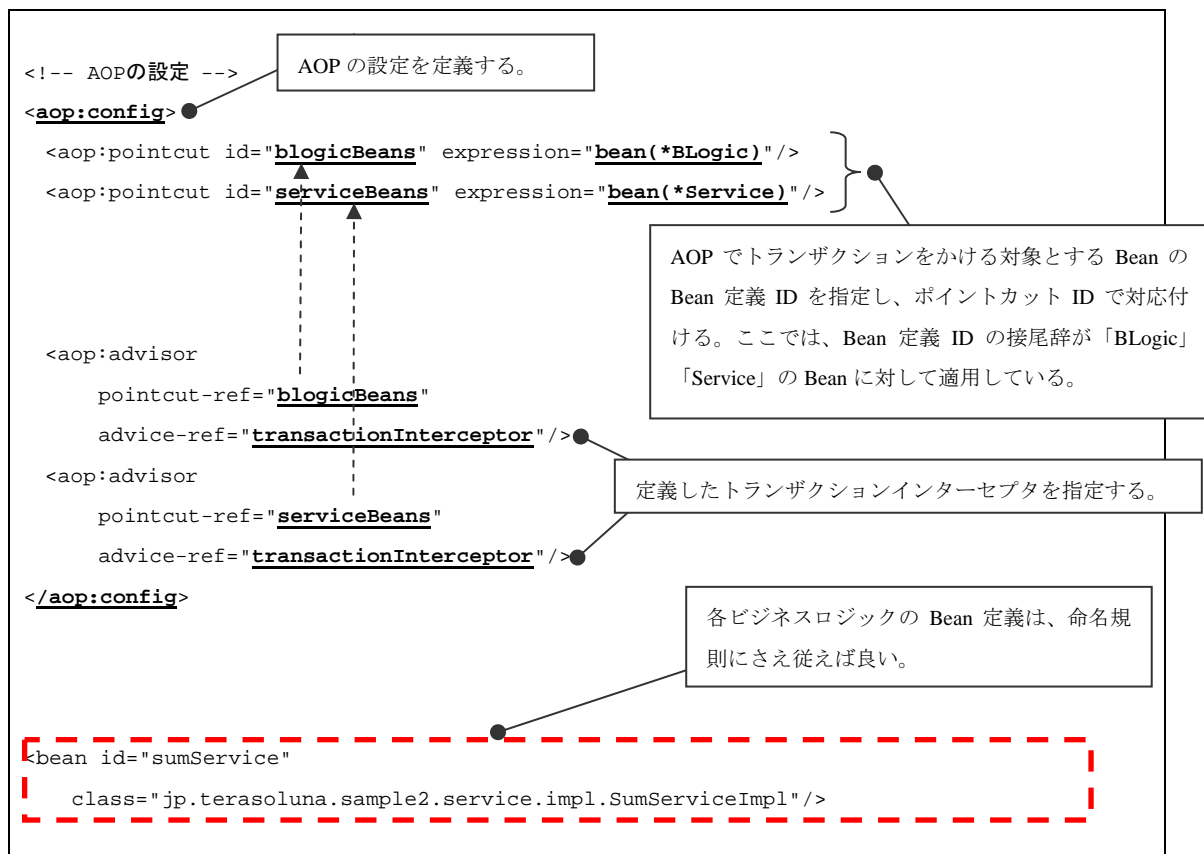 <!-- AOPの設定 -->
AOP の設定を定義する。
<aop:config>
<aop:pointcut id="blogicBeans" expression="bean(*BLogic)"/>
<aop:pointcut id="serviceBeans" expression="bean(*Service)"/>
AOP でトランザクションをかける対象とする Bean の
Bean 定義 ID を指定し、ポイントカット ID で対応付
ける。ここでは、Bean 定義 ID の接尾辞が「BLogic」
「Service」の Bean に対して適用している。
<aop:advisor
pointcut-ref="blogicBeans"
advice-ref="transactionInterceptor"/>
<aop:advisor
pointcut-ref="serviceBeans"
advice-ref="transactionInterceptor"/>
定義したトランザクションインターセプタを指定する。
</aop:config>
各ビジネスロジックの Bean 定義は、命名規
則にさえ従えば良い。
<bean id="sumService"
class="jp.terasoluna.sample2.service.impl.SumServiceImpl"/>